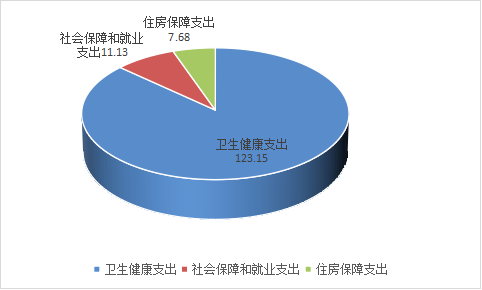 住房保障支出
7.68
社会保障和就业
支出11.13
卫生健康支出
123.15
卫生健康支出 社会保障和就业支出 住房保障支出